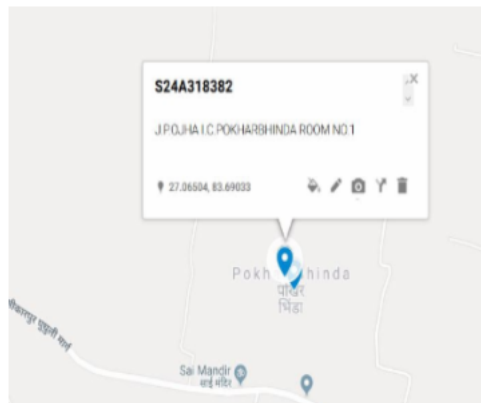 S24A318382
J.P.OJHA I.C POKHARBHINDA ROOM NO.1
27.06504, 83.69033
Pokh hinda
पोखर
भिंडा
Sai Mandir
साई मंदिर